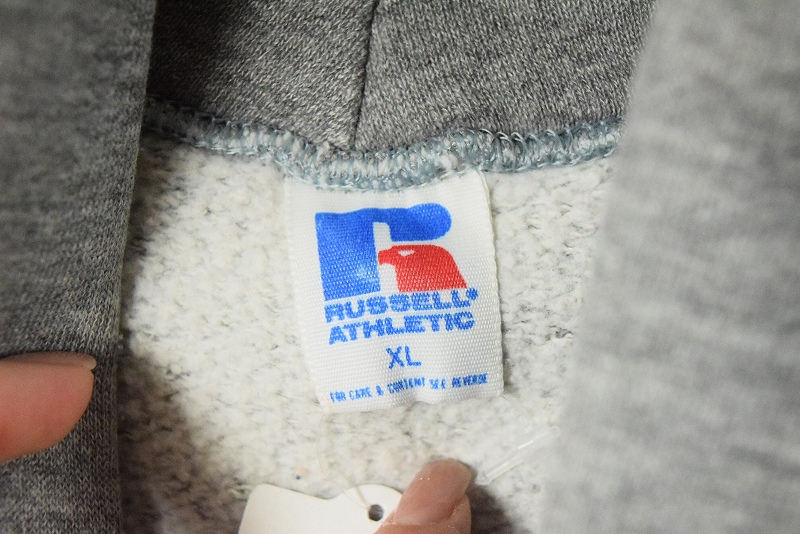 RUSSELL®
ATHLETIC
XL
FOR CARE & CONTENT SEE REVERSE